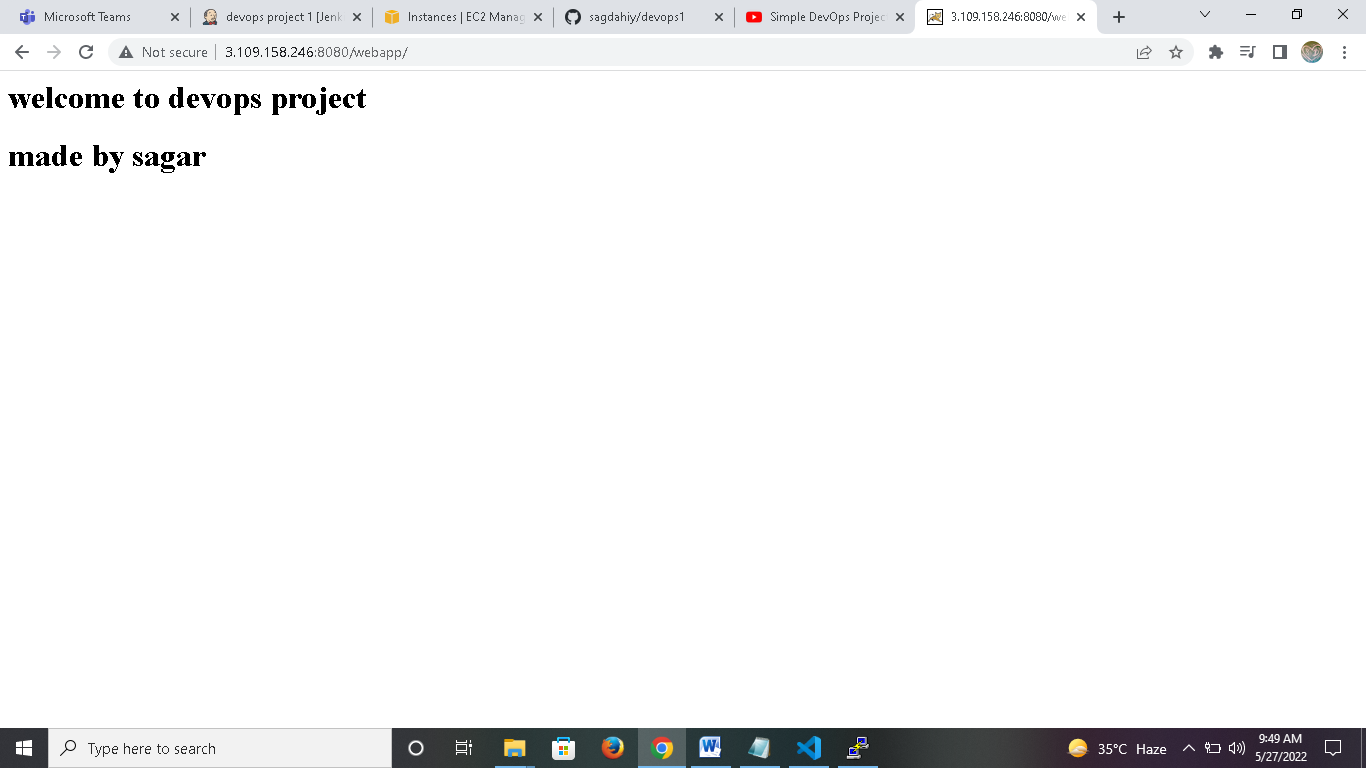 Microsoft Teams
devops project 1 [Jenk
Instances | EC2 Manag
sagdahiy/devops1
Simple DevOps Project
3.109.158.246:8080/we
Not secure
3.109.158.246:8080/webapp/
welcome to devops project
made by sagar
Type here to search
35°C Haze
9:49 AM
5/27/2022